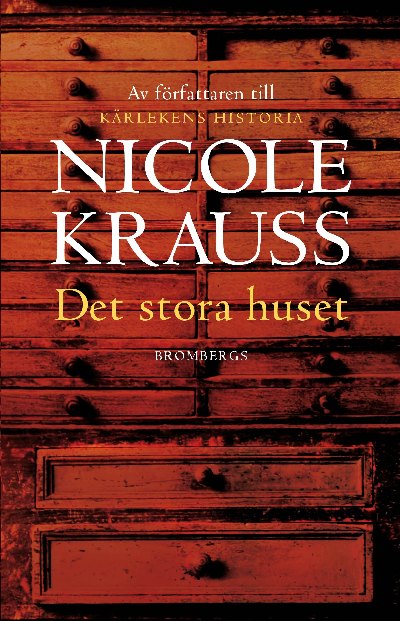 Av författaren till
KÄRLEKENS HISTORIA
NICOLE
KRAUSS
Det stora huset
BROMBERGS